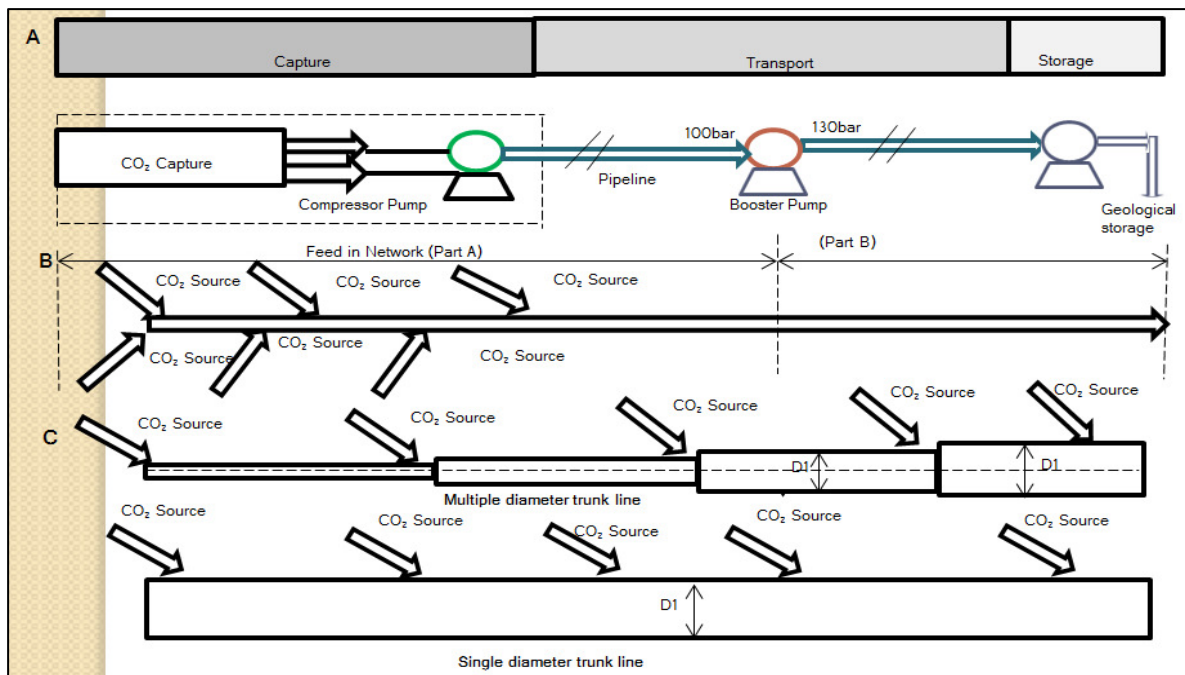 A
Capture
Transport
Storage
CO₂ Capture
Compressor Pump
Pipeline
100bar
130bar
Booster Pump
Geological
storage
B
Feed in Network (Part A)
(Part B)
CO₂ Source
CO₂ Source
CO₂ Source
CO₂ Source
CO₂ Source
CO₂ Source
C
CO₂ Source
CO₂ Source
CO₂ Source
CO₂ Source
CO₂ Source
D1
D1
Multiple diameter trunk line
CO₂ Source
CO₂ Source
CO₂ Source
CO₂ Source
CO₂ Source
D1
Single diameter trunk line